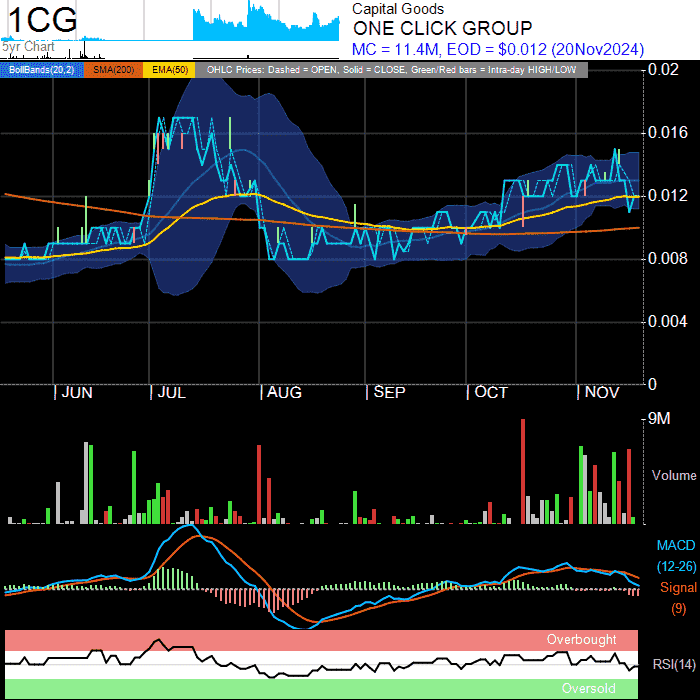 1CG
5yr Chart
Capital Goods
ONE CLICK GROUP
MC = 11.4M, EOD = $0.012 (20Nov2024)
BollBands(20,2) SMA(200) EMA(50) OHLC Prices: Dashed = OPEN, Solid = CLOSE, Green/Red bars = Intra-day HIGH/LOW
0.02
0.016
0.012
0.008
0.004
0
JUN JUL AUG SEP OCT NOV
9M
Volume
MACD
(12-26)
Signal
(9)
Overbought
RSI(14)
Oversold